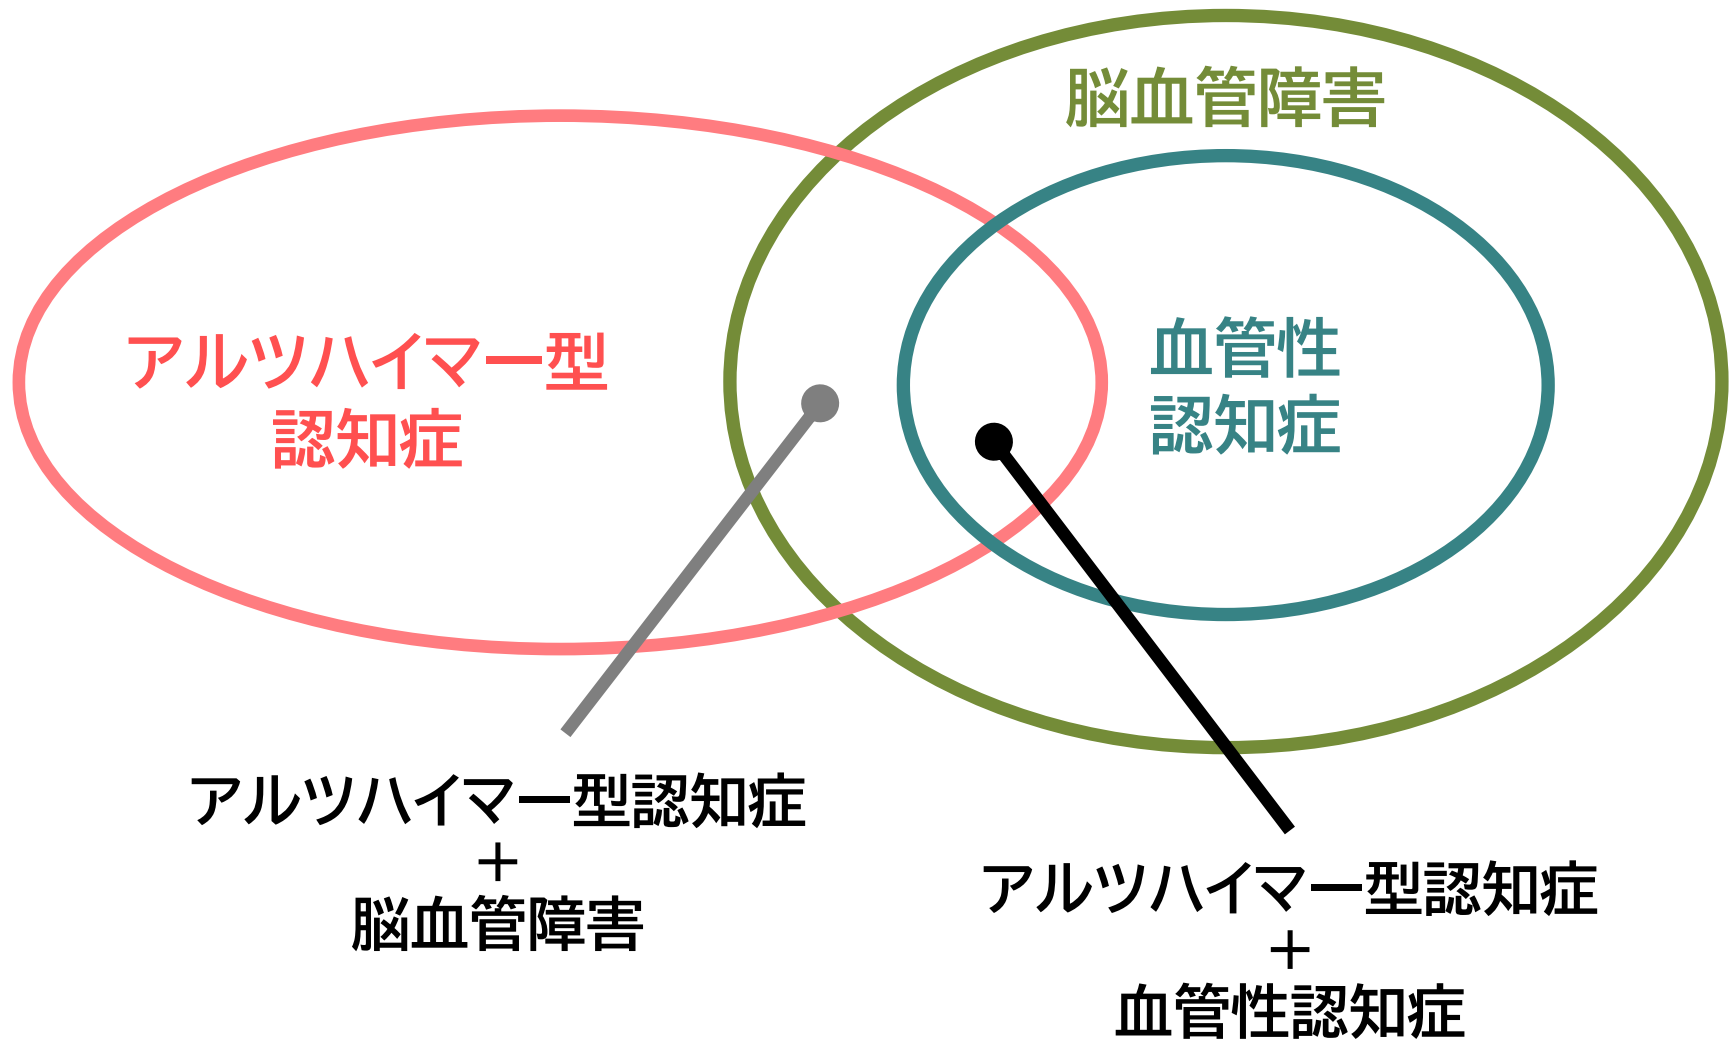 脳血管障害
アルツハイマー型
認知症
血管性
認知症
アルツハイマー型認知症
+
脳血管障害
アルツハイマー型認知症
+
血管性認知症